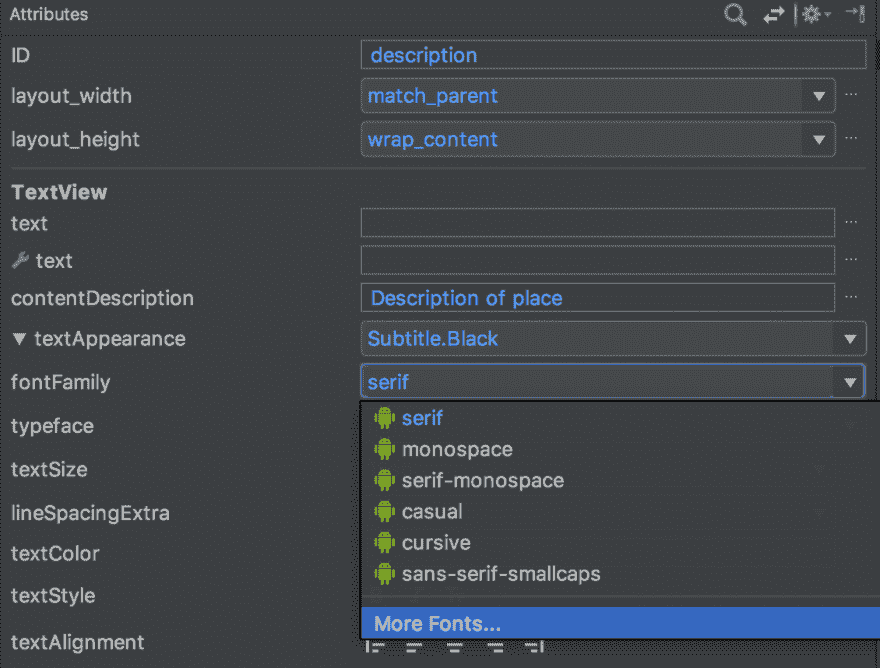 Attributes
ID description
layout_width match_parent ...
layout_height wrap_content ...
TextView
text ...
text ...
contentDescription Description of place ...
textAppearance Subtitle.Black
fontFamily serif
serif
typeface
monospace
textSize
serif-monospace
lineSpacingExtra
casual
textColor
cursive
textStyle
sans-serif-smallcaps
More Fonts...
textAlignment